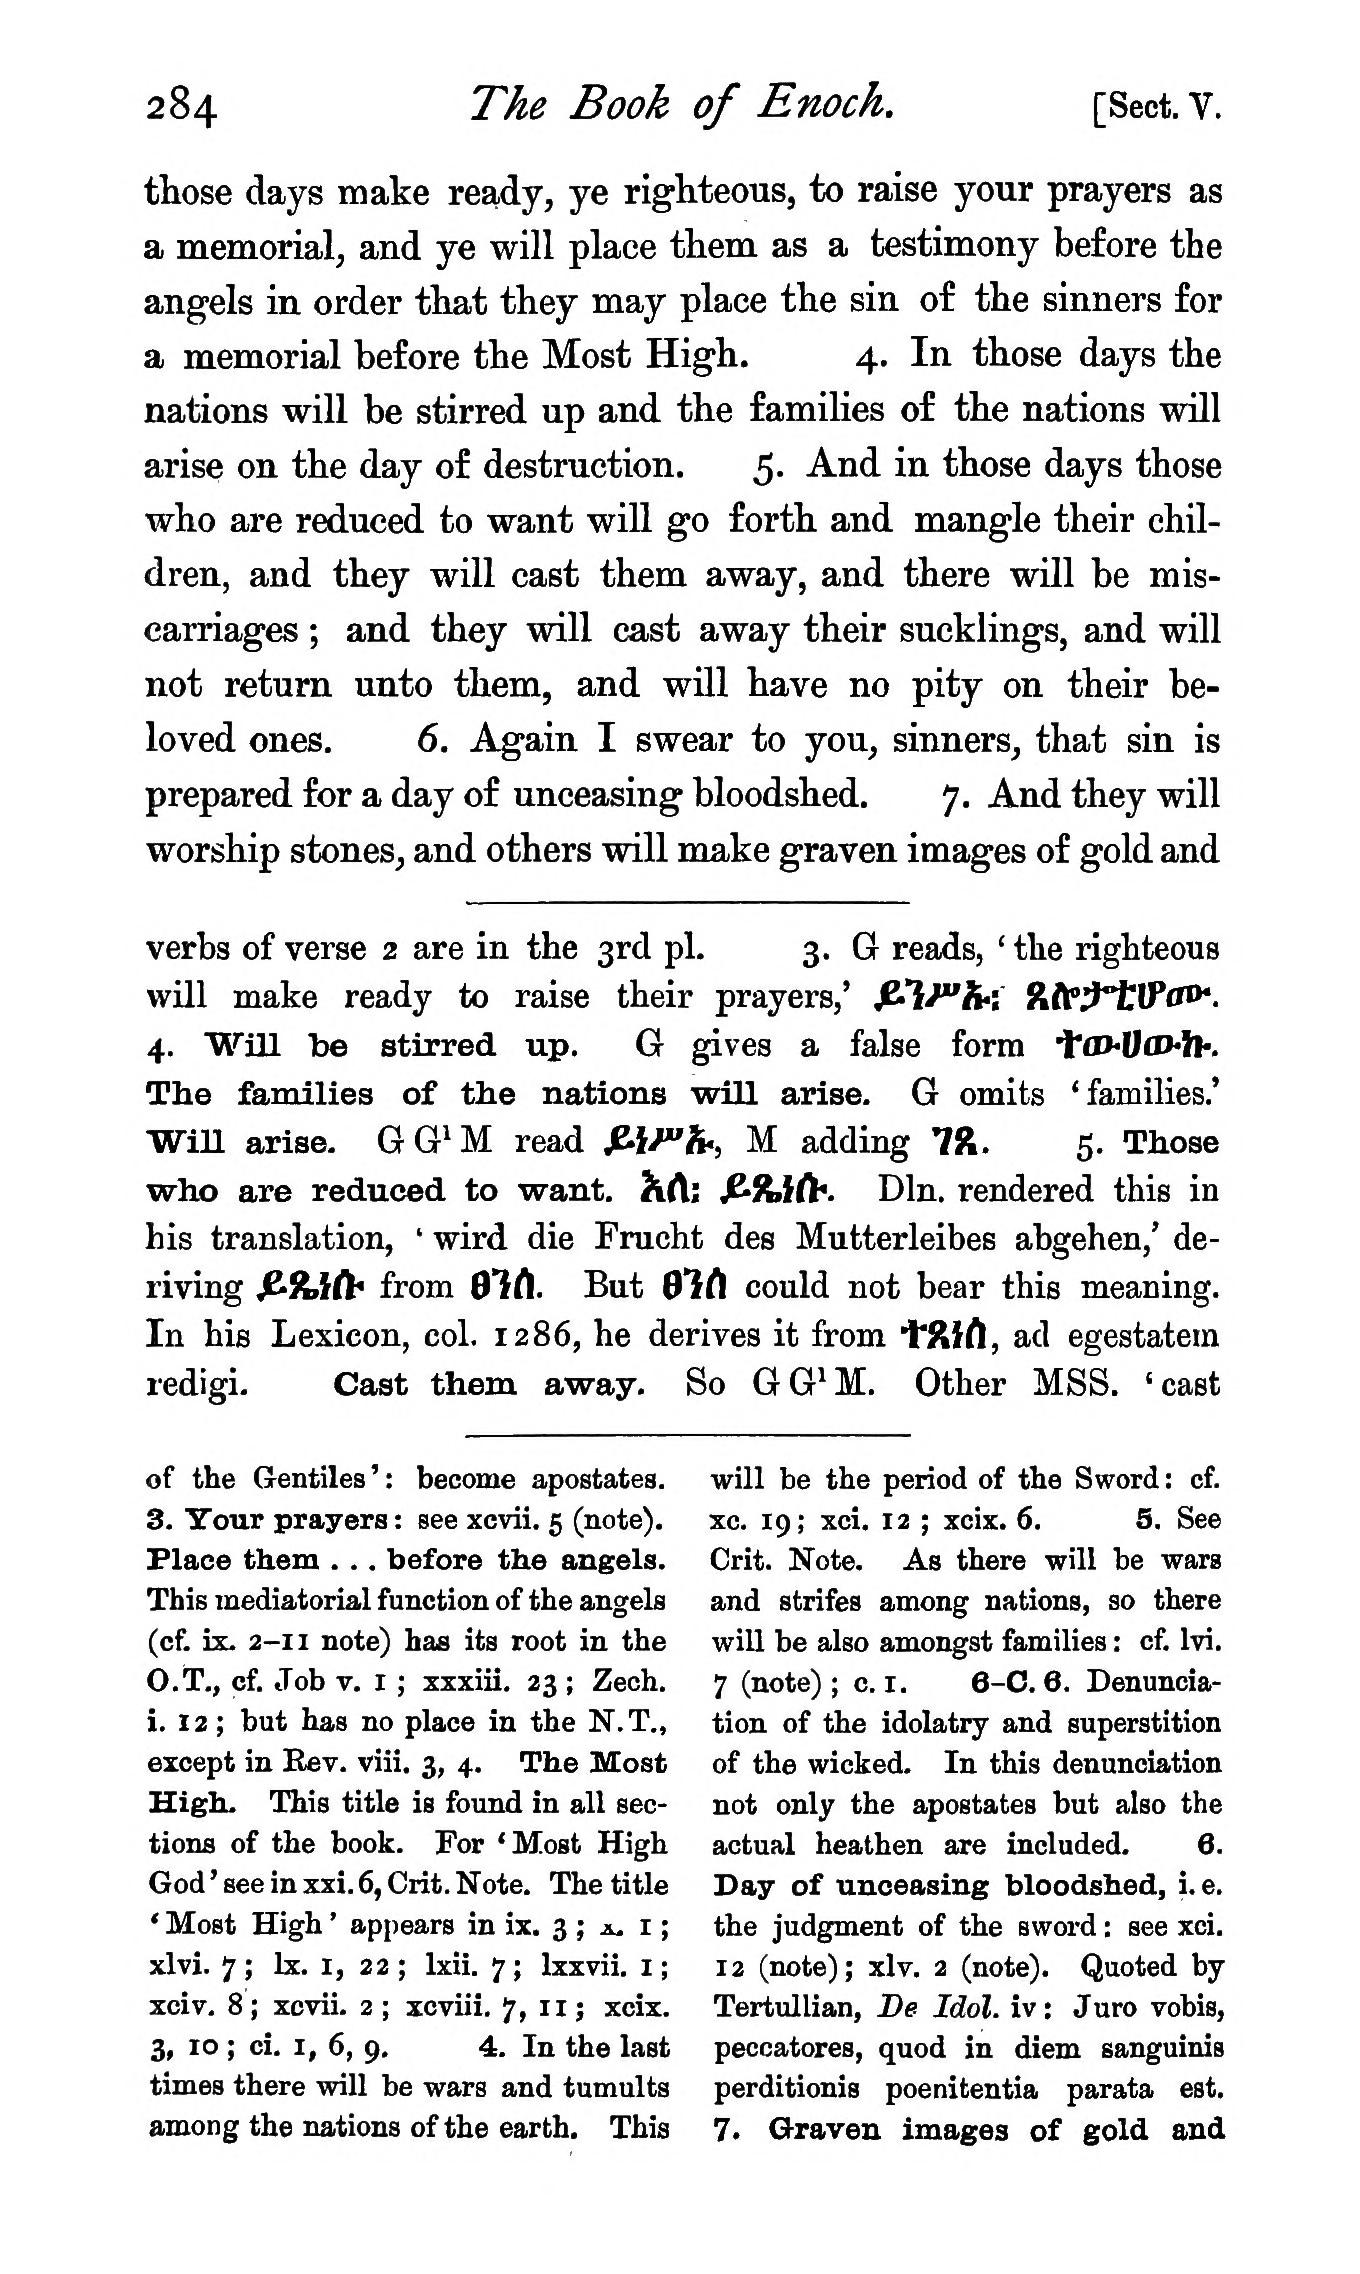 284 The Book of Enoch. [Sect. V.
those days make ready, ye righteous, to raise your prayers as
a memorial, and ye will place them as a testimony before the
angels in order that they may place the sin of the sinners for
a memorial before the Most High. 4. In those days the
nations will be stirred up and the families of the nations will
arise on the day of destruction. 5. And in those days those
who are reduced to want will go forth and mangle their chil-
dren, and they will cast them away, and there will be mis-
carriages; and they will cast away their sucklings, and will
not return unto them, and will have no pity on their be-
loved ones. 6. Again I swear to you, sinners, that sin is
prepared for a day of unceasing bloodshed. 7. And they will
worship stones, and others will make graven images of gold and
verbs of verse 2 are in the 3rd pl. 3. G reads, ‘the righteous
will make ready to raise their prayers,’ ይንሥኡ፡
4. Will be stirred up. G gives a false form ተወሀውኩ.
The families of the nations will arise. G omits ‘families.’
Will arise. G G¹ M read ይነሥኡ, M adding ጊዜ. 5. Those
who are reduced to want. እለ፡ ይዴነሱ. Dln. rendered this in
his translation, ‘wird die Frucht des Mutterleibes abgehen,’ de-
riving from ፀንሰ. But ፀንሰ could not bear this meaning.
In his Lexicon, col. 1286, he derives it from ተጸነሰ, ad egestatem
redigi. Cast them away. So G G¹ M. Other MSS. ‘cast
of the Gentiles’: become apostates.
3. Your prayers: see xcvii. 5 (note).
Place them ... before the angels.
This mediatorial function of the angels
(cf. ix. 2–11 note) has its root in the
O.T., cf. Job v. 1; xxxiii. 23; Zech.
i. 12; but has no place in the N.T.,
except in Rev. viii. 3, 4. The Most
High. This title is found in all sec-
tions of the book. For ‘Most High
God’ see in xxi. 6, Crit. Note. The title
‘Most High’ appears in ix. 3; x. 1;
xlvi. 7; lx. 1, 22; lxii. 7; lxxvii. 1;
xciv. 8; xcvii. 2; xcviii. 7, 11; xcix.
3, 10; ci. 1, 6, 9. 4. In the last
times there will be wars and tumults
among the nations of the earth. This
will be the period of the Sword: cf.
xc. 19; xci. 12; xcix. 6. 5. See
Crit. Note. As there will be wars
and strifes among nations, so there
will be also amongst families: cf. lvi.
7 (note); c. 1. 6–C. 6. Denuncia-
tion of the idolatry and superstition
of the wicked. In this denunciation
not only the apostates but also the
actual heathen are included. 6.
Day of unceasing bloodshed, i.e.
the judgment of the sword: see xci.
12 (note); xlv. 2 (note). Quoted by
Tertullian, De Idol. iv: Juro vobis,
peccatores, quod in diem sanguinis
perditionis poenitentia parata est.
7. Graven images of gold and